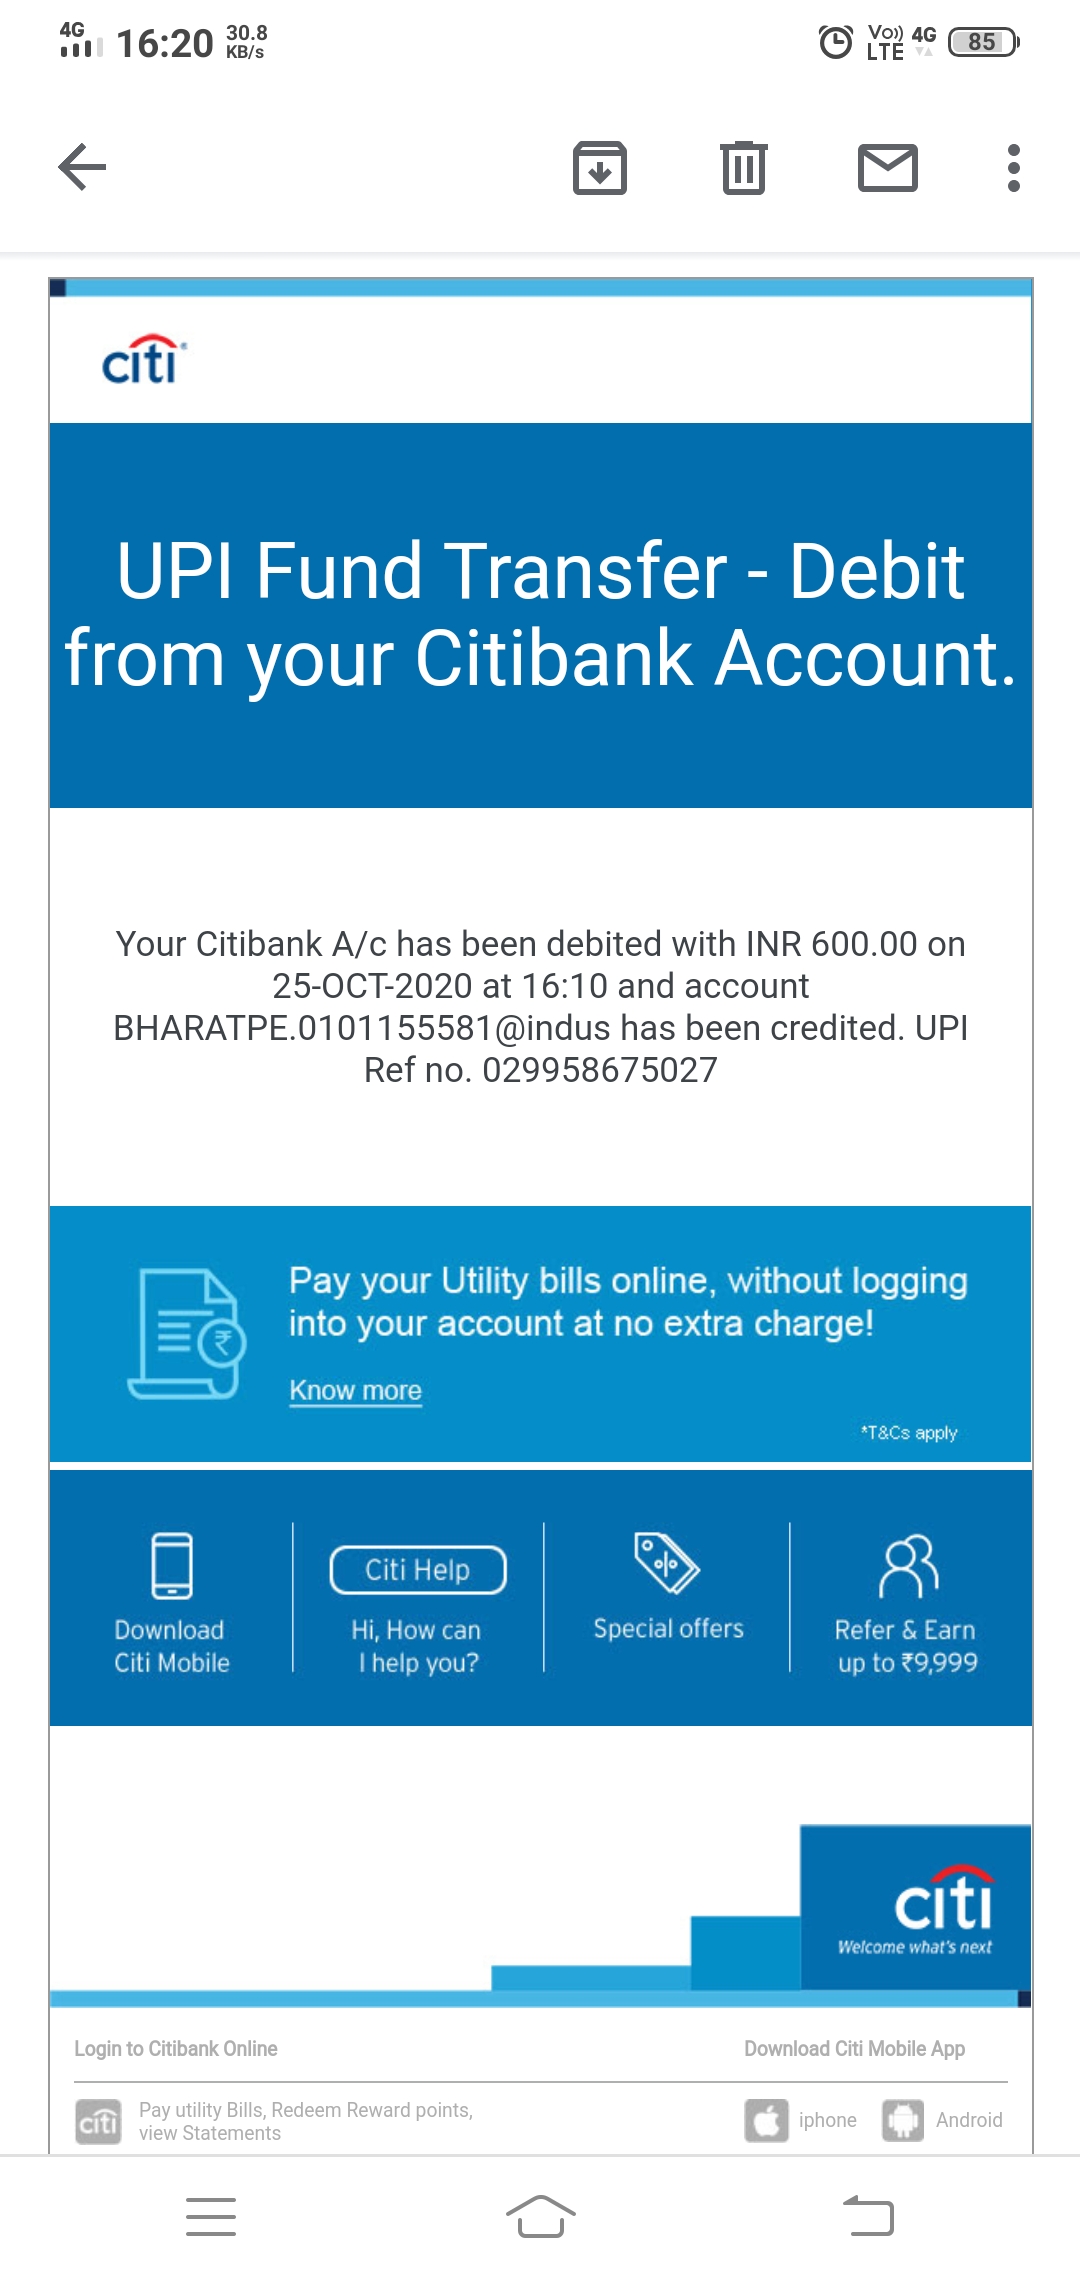 4G 16:20 30.8 KB/s Vo)) LTE 4G 85
citi
UPI Fund Transfer - Debit
from your Citibank Account.
Your Citibank A/c has been debited with INR 600.00 on
25-OCT-2020 at 16:10 and account
BHARATPE.0101155581@indus has been credited. UPI
Ref no. 029958675027
Pay your Utility bills online, without logging
into your account at no extra charge!
Know more
*T&Cs apply
Download
Citi Mobile
Citi Help
Hi, How can
I help you?
Special offers
Refer & Earn
up to ₹9,999
citi
Welcome what's next
Login to Citibank Online
Download Citi Mobile App
citi
Pay utility Bills, Redeem Reward points,
view Statements
iphone
Android